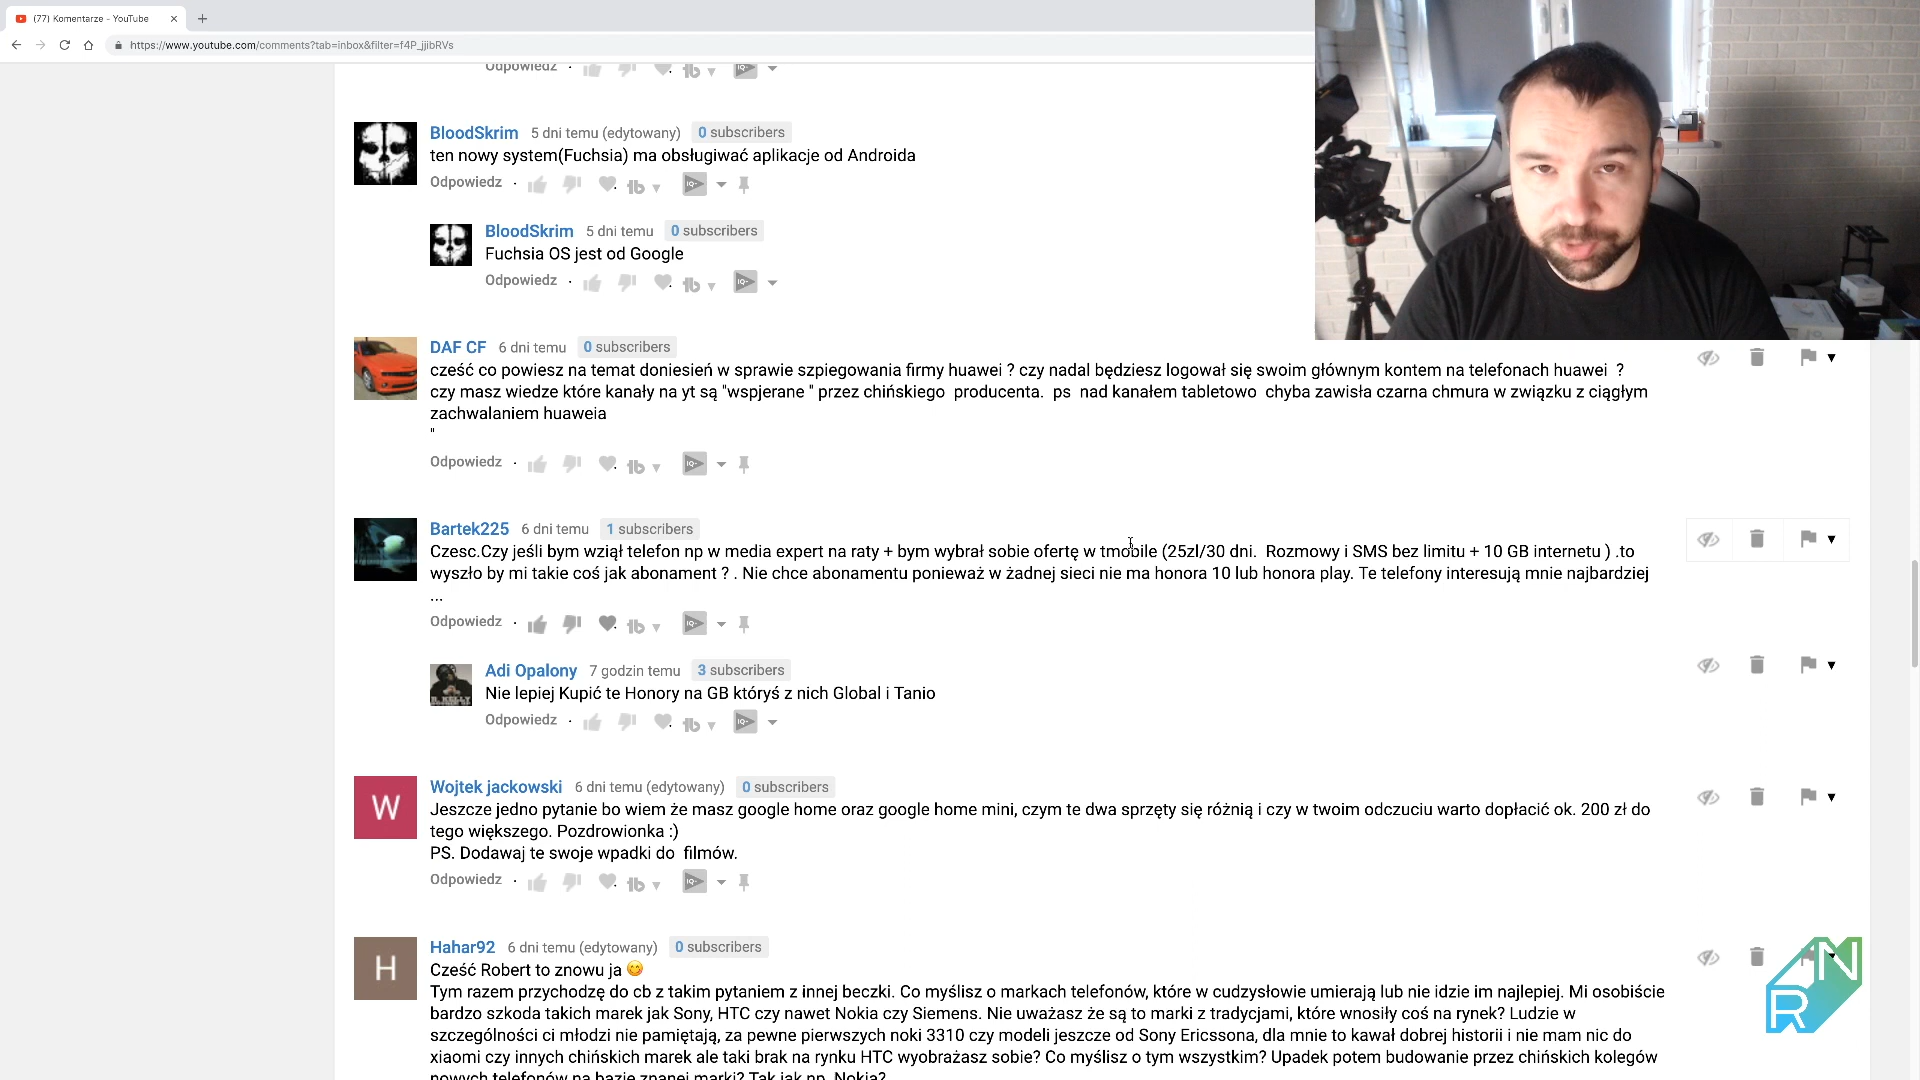 (77) Komentarze - YouTube
https://www.youtube.com/comments?tab=inbox&filter=f4P_jjibRVs
Odpowiedz ·
BloodSkrim 5 dni temu (edytowany) 0 subscribers
ten nowy system(Fuchsia) ma obsługiwać aplikacje od Androida
Odpowiedz ·
BloodSkrim 5 dni temu 0 subscribers
Fuchsia OS jest od Google
Odpowiedz ·
DAF CF 6 dni temu 0 subscribers
cześć co powiesz na temat doniesień w sprawie szpiegowania firmy huawei ? czy nadal będziesz logował się swoim głównym kontem na telefonach huawei ?
czy masz wiedze które kanały na yt są "wspjerane " przez chińskiego producenta. ps nad kanałem tabletowo chyba zawisła czarna chmura w związku z ciągłym
zachwalaniem huaweia
"
Odpowiedz ·
Bartek225 6 dni temu 1 subscribers
Czesc.Czy jeśli bym wziął telefon np w media expert na raty + bym wybrał sobie ofertę w tmobile (25zl/30 dni. Rozmowy i SMS bez limitu + 10 GB internetu ) .to
wyszło by mi takie coś jak abonament ? . Nie chce abonamentu ponieważ w żadnej sieci nie ma honora 10 lub honora play. Te telefony interesują mnie najbardziej
...
Odpowiedz ·
Adi Opalony 7 godzin temu 3 subscribers
Nie lepiej Kupić te Honory na GB któryś z nich Global i Tanio
Odpowiedz ·
W
Wojtek jackowski 6 dni temu (edytowany) 0 subscribers
Jeszcze jedno pytanie bo wiem że masz google home oraz google home mini, czym te dwa sprzęty się różnią i czy w twoim odczuciu warto dopłacić ok. 200 zł do
tego większego. Pozdrowionka :)
PS. Dodawaj te swoje wpadki do filmów.
Odpowiedz ·
H
Hahar92 6 dni temu (edytowany) 0 subscribers
Cześć Robert to znowu ja 😋
Tym razem przychodzę do cb z takim pytaniem z innej beczki. Co myślisz o markach telefonów, które w cudzysłowie umierają lub nie idzie im najlepiej. Mi osobiście
bardzo szkoda takich marek jak Sony, HTC czy nawet Nokia czy Siemens. Nie uważasz że są to marki z tradycjami, które wnosiły coś na rynek? Ludzie w
szczególności ci młodzi nie pamiętają, za pewne pierwszych noki 3310 czy modeli jeszcze od Sony Ericssona, dla mnie to kawał dobrej historii i nie mam nic do
xiaomi czy innych chińskich marek ale taki brak na rynku HTC wyobrażasz sobie? Co myślisz o tym wszystkim? Upadek potem budowanie przez chińskich kolegów
nowych telefonów na bazie znanej marki? Tak jak np. Nokia?
RN